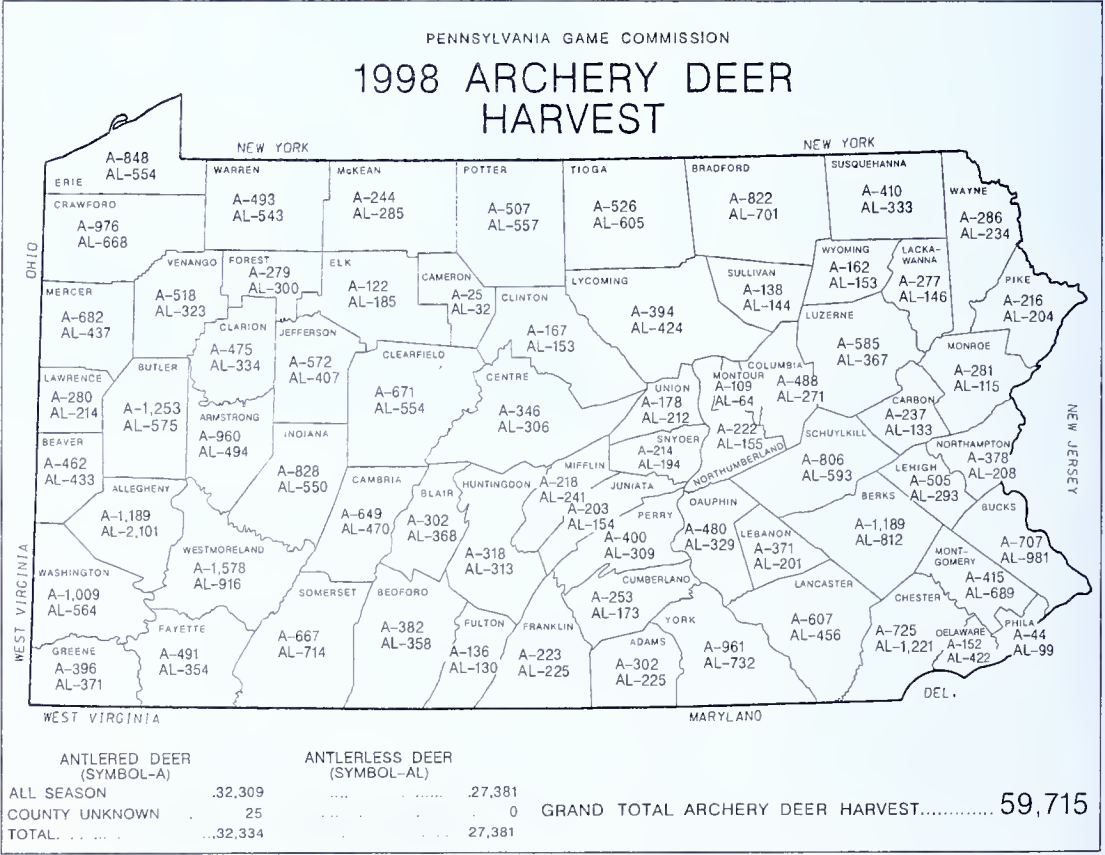 PENNSYLVANIA GAME COMMISSION
1998 ARCHERY DEER
HARVEST
NEW YORK
NEW YORK
OHIO
WEST VIRGINIA
WEST VIRGINIA
MARYLAND
DEL.
NEW JERSEY
ERIE
A-848
AL-554
CRAWFORD
A-976
AL-668
WARREN
A-493
AL-543
McKEAN
A-244
AL-285
POTTER
A-507
AL-557
TIOGA
A-526
AL-605
BRADFORD
A-822
AL-701
SUSQUEHANNA
A-410
AL-333
WAYNE
A-286
AL-234
MERCER
A-682
AL-437
VENANGO
A-518
AL-323
FOREST
A-279
AL-300
ELK
A-122
AL-185
CAMERON
A-25
AL-32
CLINTON
A-167
AL-153
LYCOMING
A-394
AL-424
SULLIVAN
A-138
AL-144
WYOMING
A-162
AL-153
LACKA-
WANNA
A-277
AL-146
PIKE
A-216
AL-204
CLARION
A-475
AL-334
JEFFERSON
A-572
AL-407
CLEARFIELD
A-671
AL-554
CENTRE
A-346
AL-306
UNION
A-178
AL-212
MONTOUR
A-109
AL-64
COLUMBIA
A-488
AL-271
LUZERNE
A-585
AL-367
MONROE
A-281
AL-115
LAWRENCE
A-280
AL-214
BUTLER
A-1,253
AL-575
ARMSTRONG
A-960
AL-494
INDIANA
A-828
AL-550
SNYDER
A-214
AL-194
NORTHUMBERLAND
A-222
AL-155
SCHUYLKILL
A-806
AL-593
CARBON
A-237
AL-133
NORTHAMPTON
A-378
AL-208
BEAVER
A-462
AL-433
ALLEGHENY
A-1,189
AL-2,101
CAMBRIA
A-649
AL-470
BLAIR
A-302
AL-368
HUNTINGDON
A-318
AL-313
MIFFLIN
A-218
AL-241
JUNIATA
A-203
AL-154
PERRY
A-400
AL-309
DAUPHIN
A-480
AL-329
LEBANON
A-371
AL-201
BERKS
A-1,189
AL-812
LEHIGH
A-505
AL-293
BUCKS
A-707
AL-981
WASHINGTON
A-1,009
AL-564
WESTMORELAND
A-1,578
AL-916
SOMERSET
A-667
AL-714
BEDFORD
A-382
AL-358
FULTON
A-136
AL-130
FRANKLIN
A-223
AL-225
CUMBERLAND
A-253
AL-173
ADAMS
A-302
AL-225
YORK
A-961
AL-732
LANCASTER
A-607
AL-456
CHESTER
A-725
AL-1,221
MONT-
GOMERY
A-415
AL-689
DELAWARE
A-152
AL-422
PHILA
A-44
AL-99
GREENE
A-396
AL-371
FAYETTE
A-491
AL-354
ANTLERED DEER ANTLERLESS DEER
(SYMBOL-A) (SYMBOL-AL)
ALL SEASON .32,309 .... . ...... .27,381
COUNTY UNKNOWN . 25 ... . . . 0
TOTAL. . . ... . ...32,334 . . ... 27,381
GRAND TOTAL ARCHERY DEER HARVEST............. 59,715